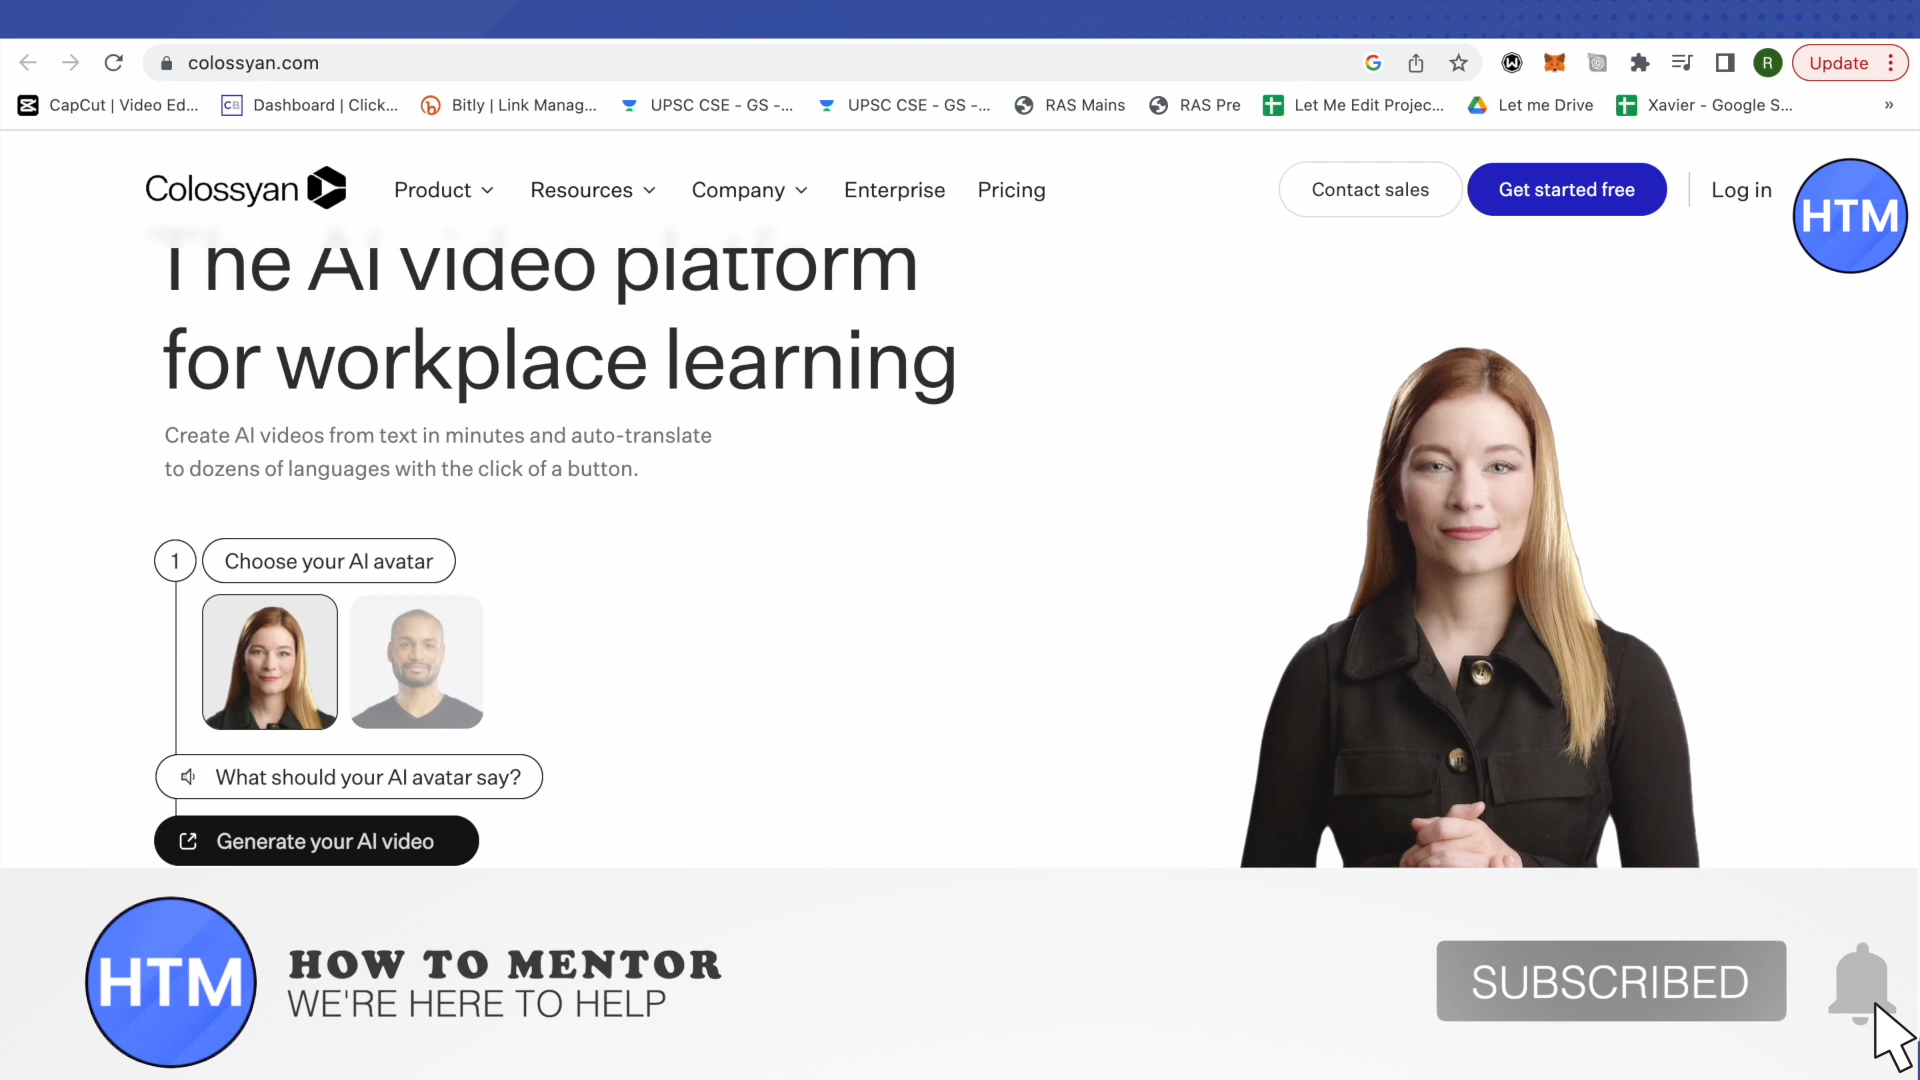 colossyan.com
R
Update
CapCut | Video Ed...
CB
Dashboard | Click...
Bitly | Link Manag...
UPSC CSE - GS -...
UPSC CSE - GS -...
RAS Mains
RAS Pre
Let Me Edit Projec...
Let me Drive
Xavier - Google S...
»
Colossyan
Product
Resources
Company
Enterprise
Pricing
Contact sales
Get started free
Log in
HTM
The AI video platform
for workplace learning
Create AI videos from text in minutes and auto-translate
to dozens of languages with the click of a button.
1
Choose your AI avatar
What should your AI avatar say?
Generate your AI video
HTM
HOW TO MENTOR
WE'RE HERE TO HELP
SUBSCRIBED